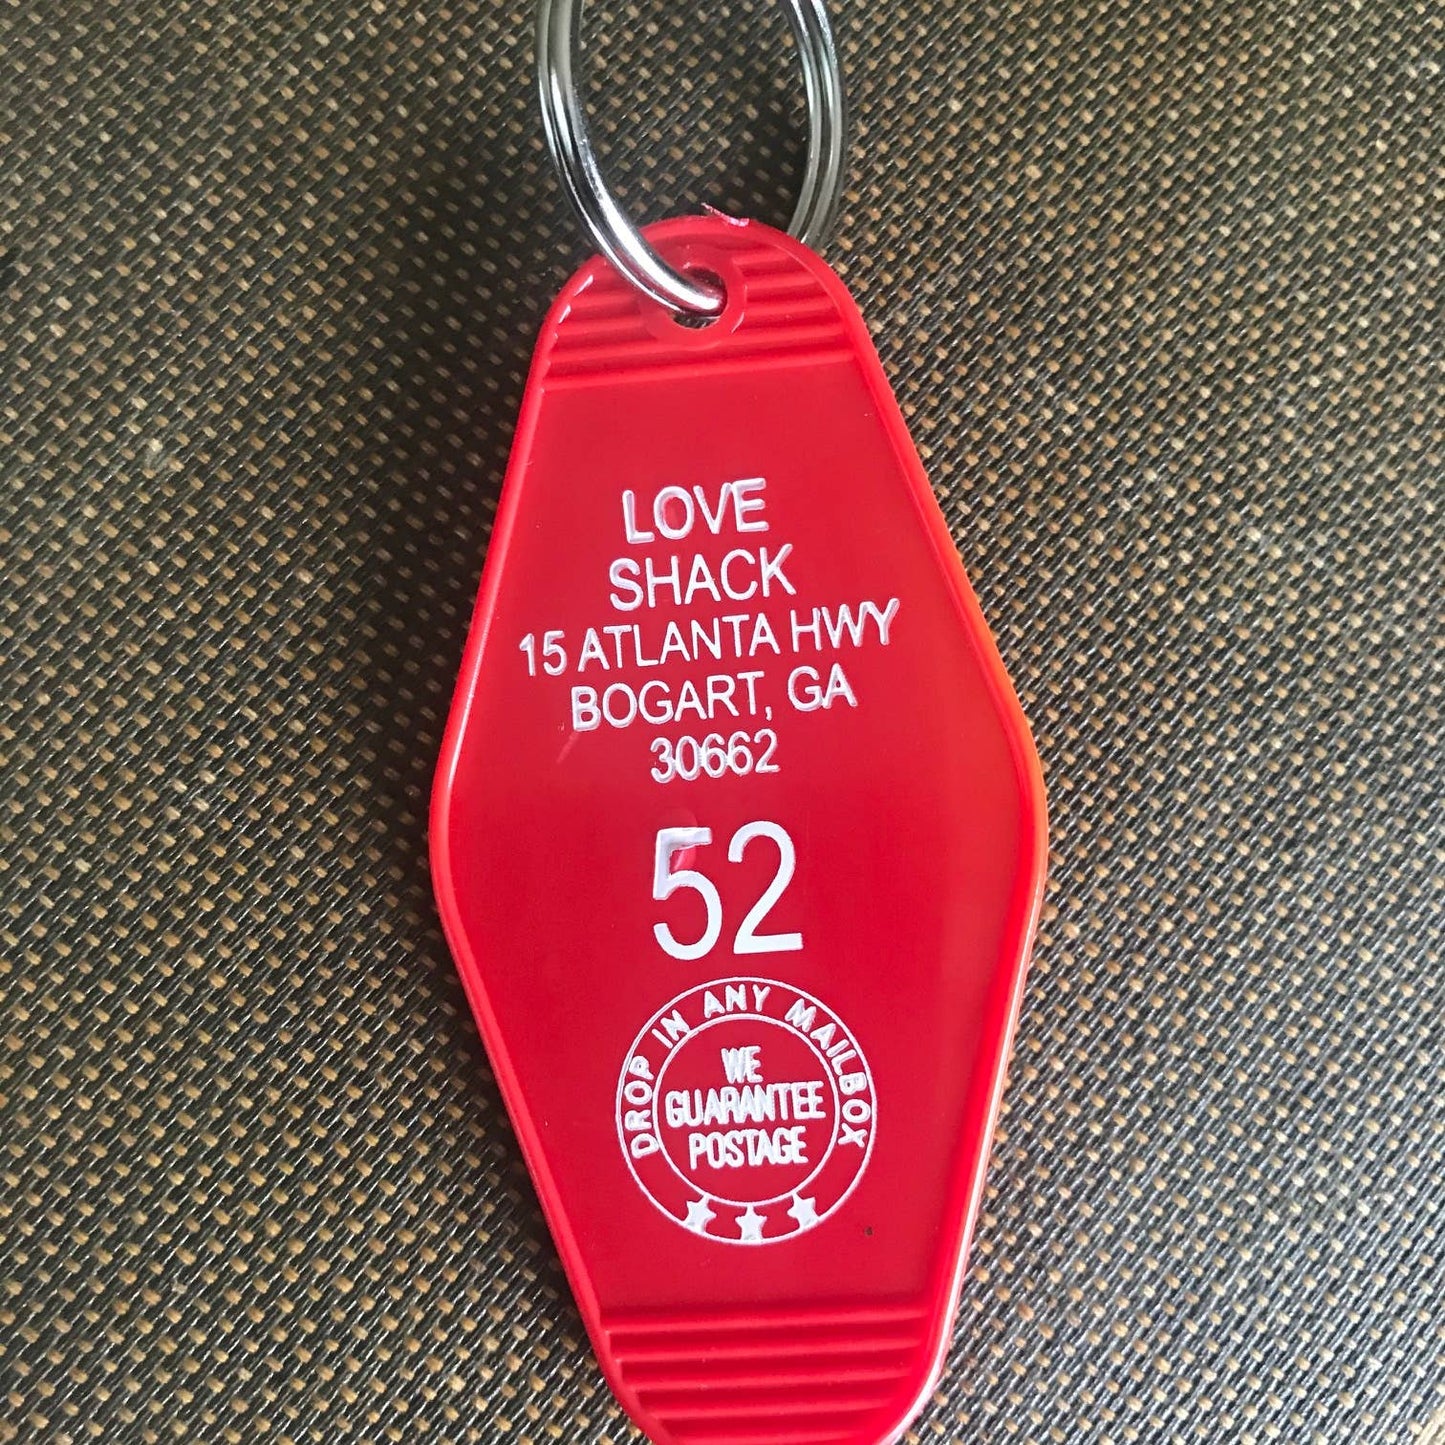 LOVE
SHACK
15 ATLANTA HWY
BOGART, GA
30662
52
DROP IN ANY MAILBOX
WE
GUARANTEE
POSTAGE